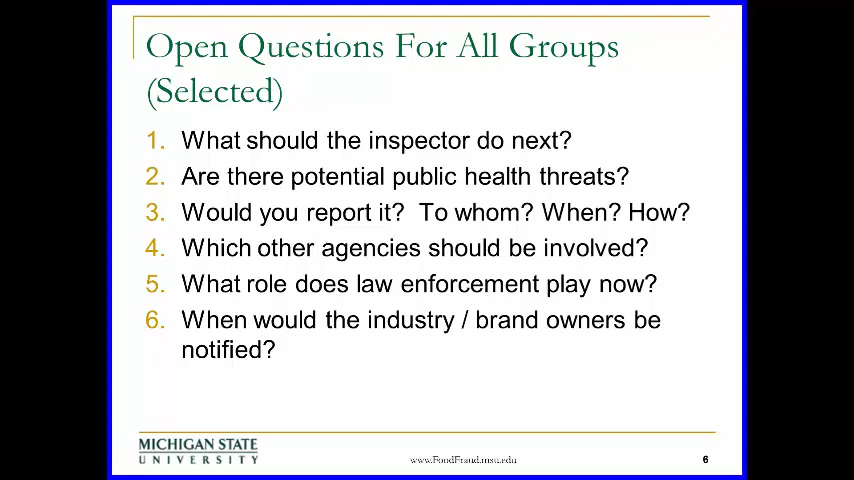 Open Questions For All Groups
(Selected)
1. What should the inspector do next?
2. Are there potential public health threats?
3. Would you report it?  To whom? When? How?
4. Which other agencies should be involved?
5. What role does law enforcement play now?
6. When would the industry / brand owners be
notified?
MICHIGAN STATE
UNIVERSITY
www.FoodFraud.msu.edu
6